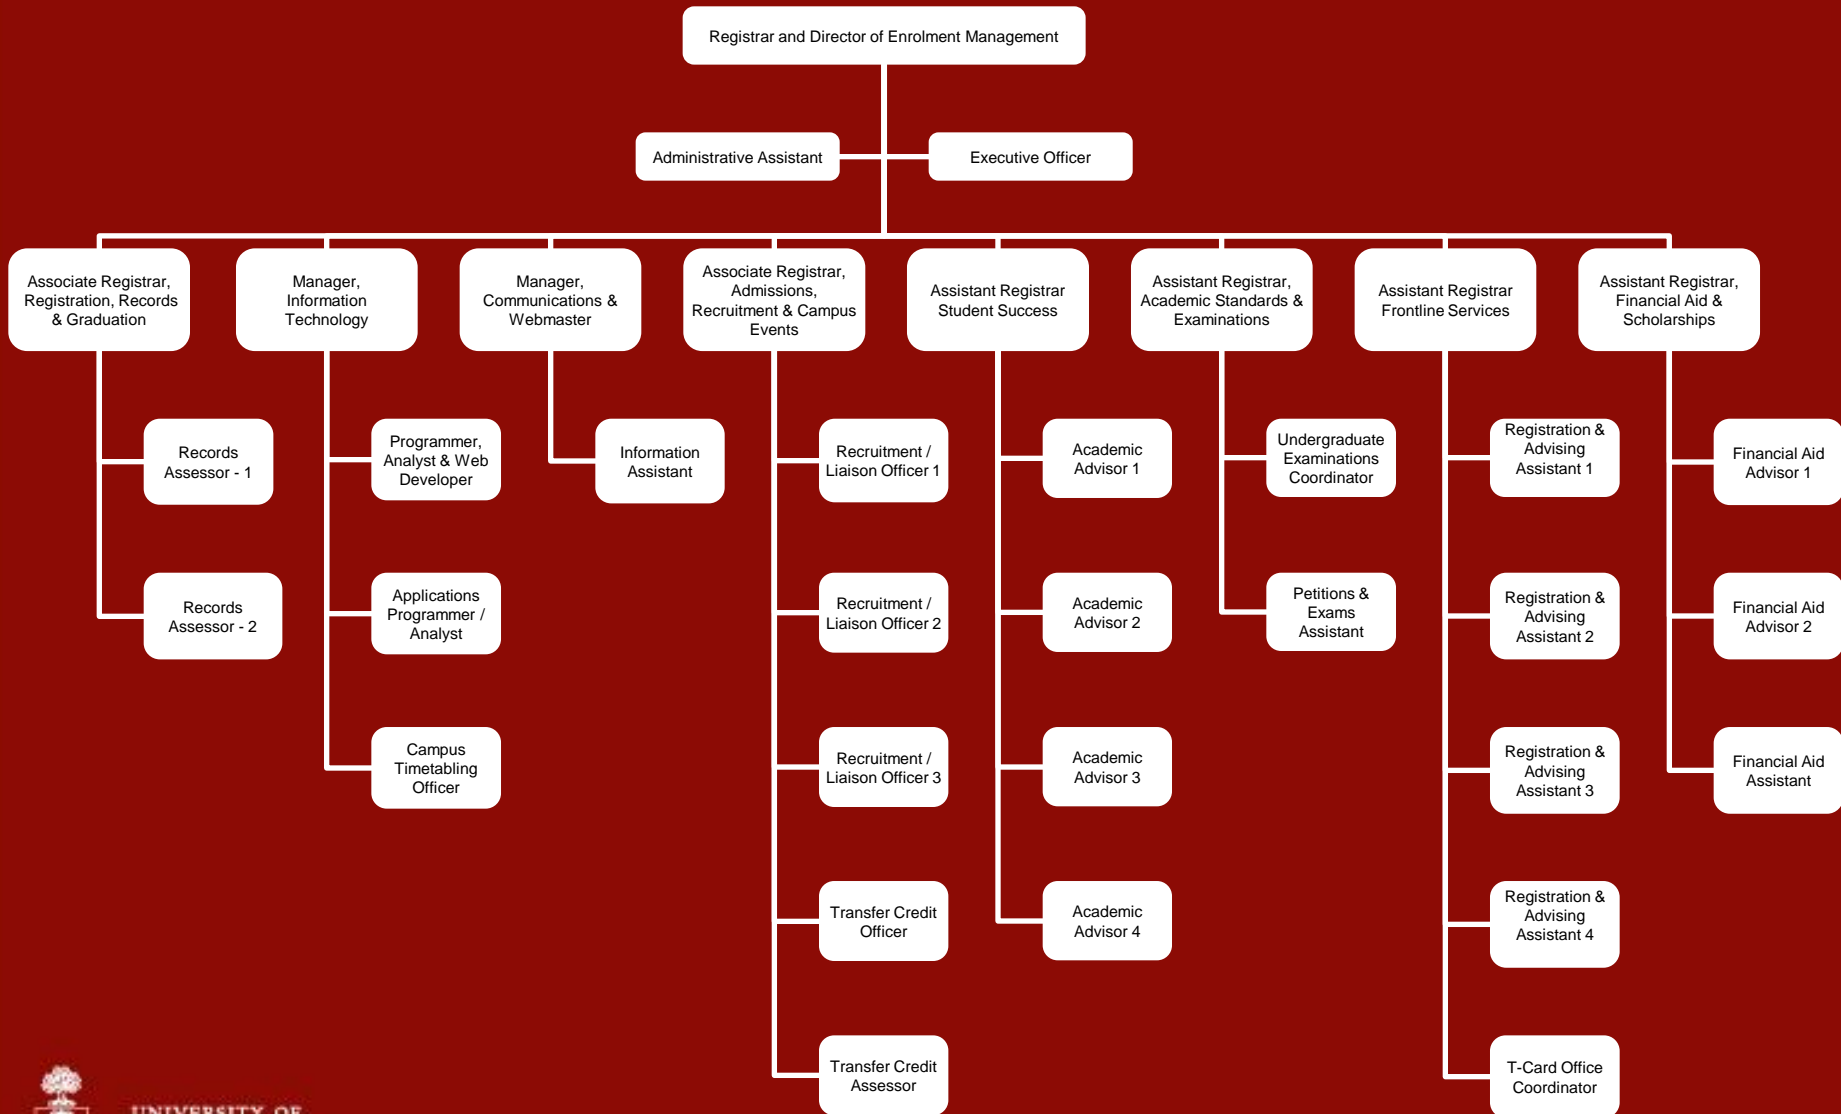 Registrar and Director of Enrolment Management
Administrative Assistant
Executive Officer
Associate Registrar,
Registration, Records
& Graduation
Manager,
Information
Technology
Manager,
Communications &
Webmaster
Associate Registrar,
Admissions,
Recruitment & Campus
Events
Assistant Registrar
Student Success
Assistant Registrar,
Academic Standards &
Examinations
Assistant Registrar
Frontline Services
Assistant Registrar,
Financial Aid &
Scholarships
Records
Assessor - 1
Programmer,
Analyst & Web
Developer
Information
Assistant
Recruitment /
Liaison Officer 1
Academic
Advisor 1
Undergraduate
Examinations
Coordinator
Registration &
Advising
Assistant 1
Financial Aid
Advisor 1
Records
Assessor - 2
Applications
Programmer /
Analyst
Recruitment /
Liaison Officer 2
Academic
Advisor 2
Petitions &
Exams
Assistant
Registration &
Advising
Assistant 2
Financial Aid
Advisor 2
Campus
Timetabling
Officer
Recruitment /
Liaison Officer 3
Academic
Advisor 3
Registration &
Advising
Assistant 3
Financial Aid
Assistant
Transfer Credit
Officer
Academic
Advisor 4
Registration &
Advising
Assistant 4
Transfer Credit
Assessor
T-Card Office
Coordinator
UNIVERSITY OF